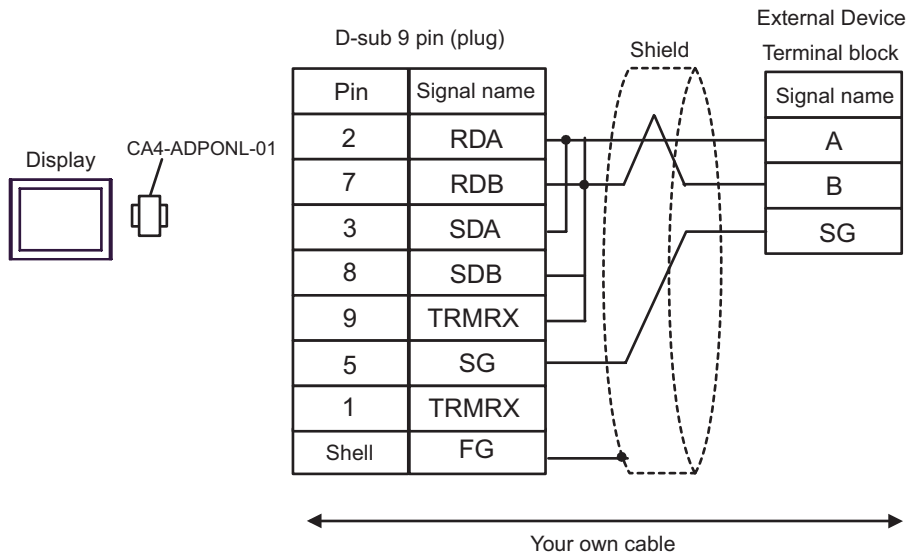 External Device
D-sub 9 pin (plug)
Shield
Terminal block
Pin Signal name
Signal name
2 RDA
A
CA4-ADPONL-01
Display
7 RDB
B
3 SDA
SG
8 SDB
9 TRMRX
5 SG
1 TRMRX
Shell FG
Your own cable